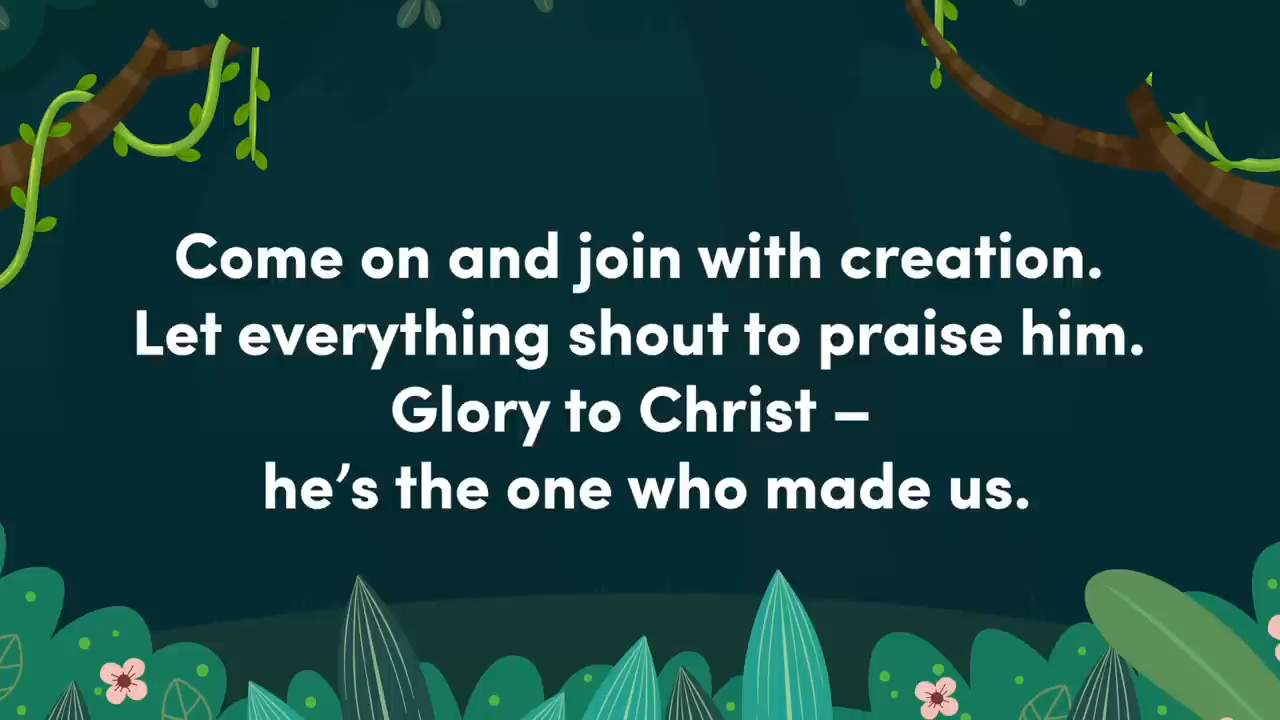 Come on and join with creation.
Let everything shout to praise him.
Glory to Christ –
he’s the one who made us.